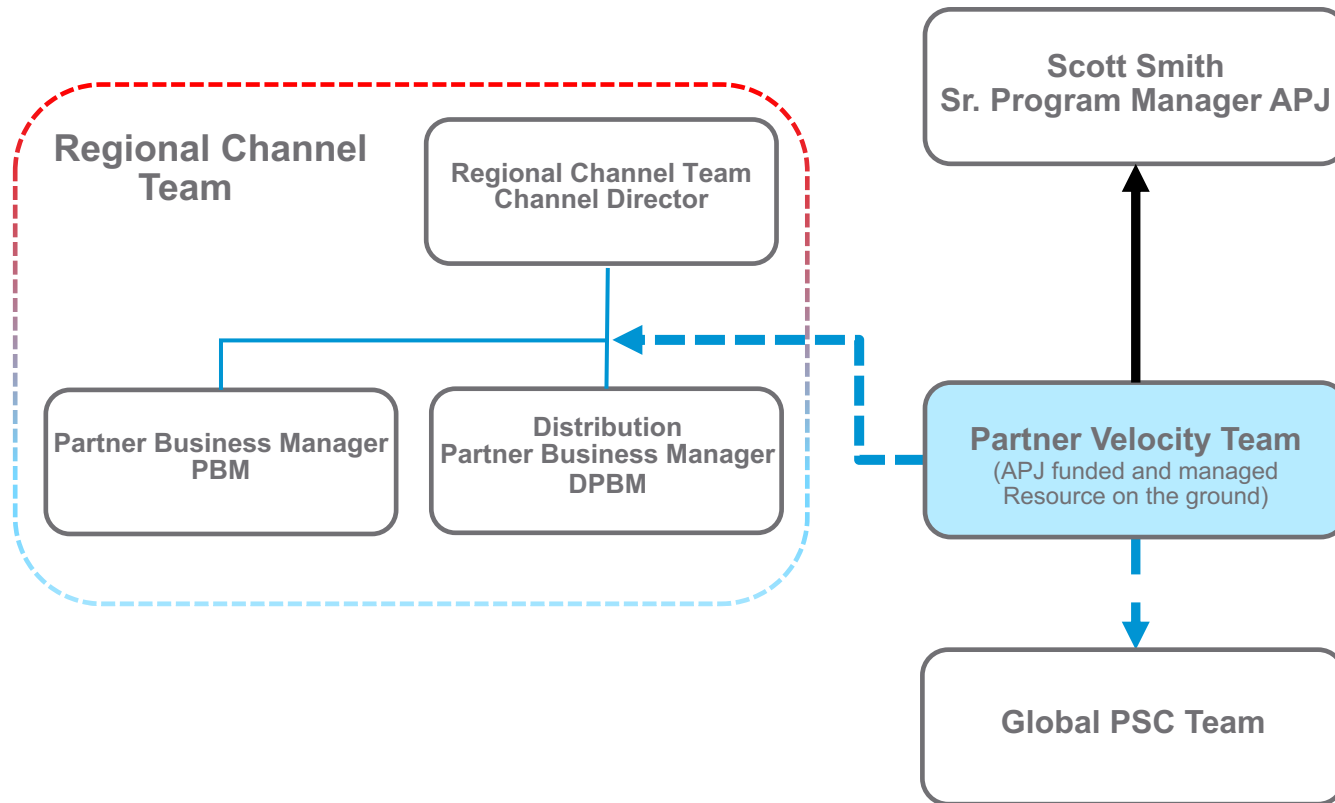 Scott Smith
Sr. Program Manager APJ
Regional Channel
Team
Regional Channel Team
Channel Director
Partner Business Manager
PBM
Distribution
Partner Business Manager
DPBM
Partner Velocity Team
(APJ funded and managed
Resource on the ground)
Global PSC Team